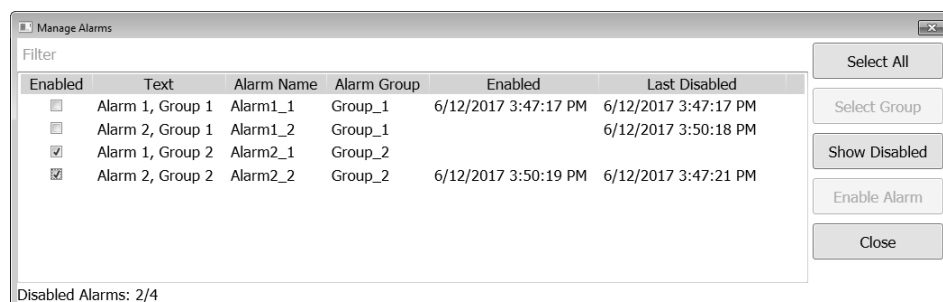 Manage Alarms
Filter
Select All
Enabled Text Alarm Name Alarm Group Enabled Last Disabled
Alarm 1, Group 1 Alarm1_1 Group_1 6/12/2017 3:47:17 PM 6/12/2017 3:47:17 PM
Select Group
Alarm 2, Group 1 Alarm1_2 Group_1 6/12/2017 3:50:18 PM
Alarm 1, Group 2 Alarm2_1 Group_2
Show Disabled
Alarm 2, Group 2 Alarm2_2 Group_2 6/12/2017 3:50:19 PM 6/12/2017 3:47:21 PM
Enable Alarm
Close
Disabled Alarms: 2/4